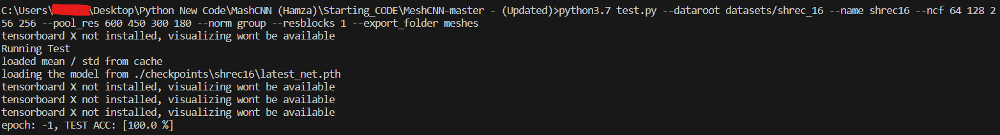 C:\Users\ \Desktop\Python New Code\MashCNN (Hamza)\Starting_CODE\MeshCNN-master - (Updated)>python3.7 test.py --dataroot datasets/shrec_16 --name shrec16 --ncf 64 128 2
56 256 --pool_res 600 450 300 180 --norm group --resblocks 1 --export_folder meshes
tensorboard X not installed, visualizing wont be available
Running Test
loaded mean / std from cache
loading the model from ./checkpoints\shrec16\latest_net.pth
tensorboard X not installed, visualizing wont be available
tensorboard X not installed, visualizing wont be available
tensorboard X not installed, visualizing wont be available
epoch: -1, TEST ACC: [100.0 %]